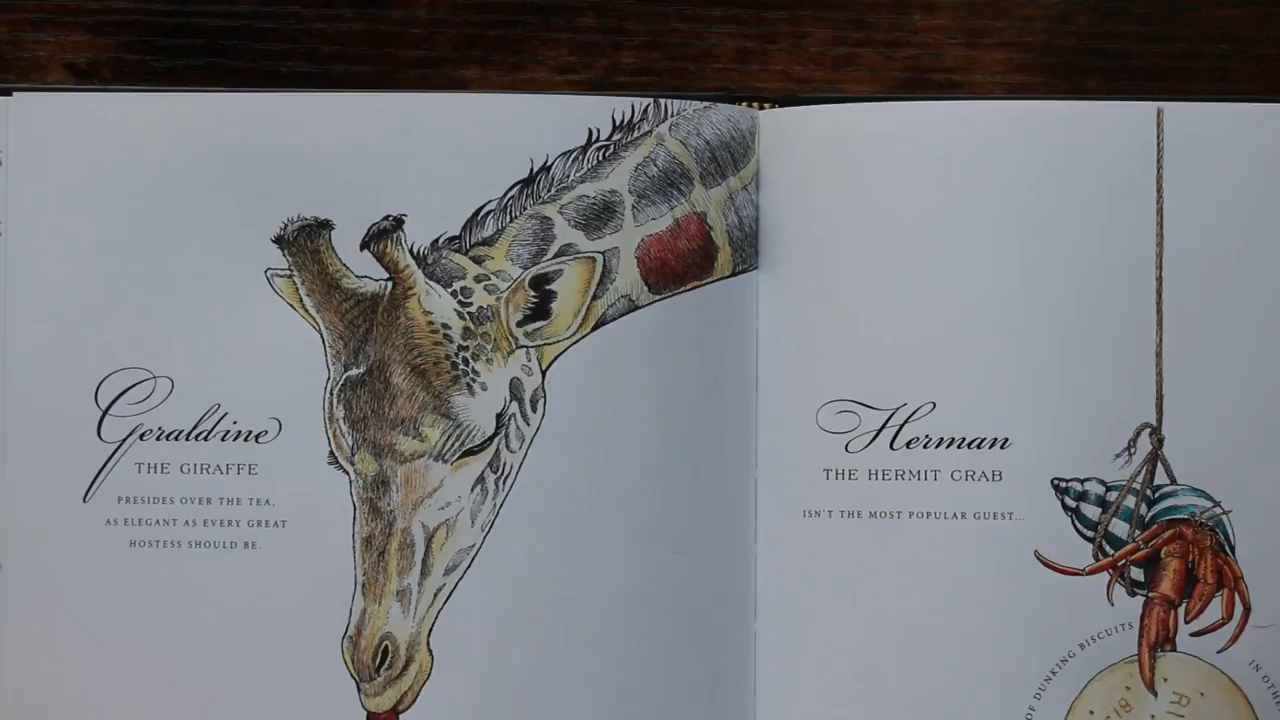 Geraldine
THE GIRAFFE
PRESIDES OVER THE TEA,
AS ELEGANT AS EVERY GREAT
HOSTESS SHOULD BE.
Herman
THE HERMIT CRAB
ISN'T THE MOST POPULAR GUEST...
OF DUNKING BISCUITS
IN